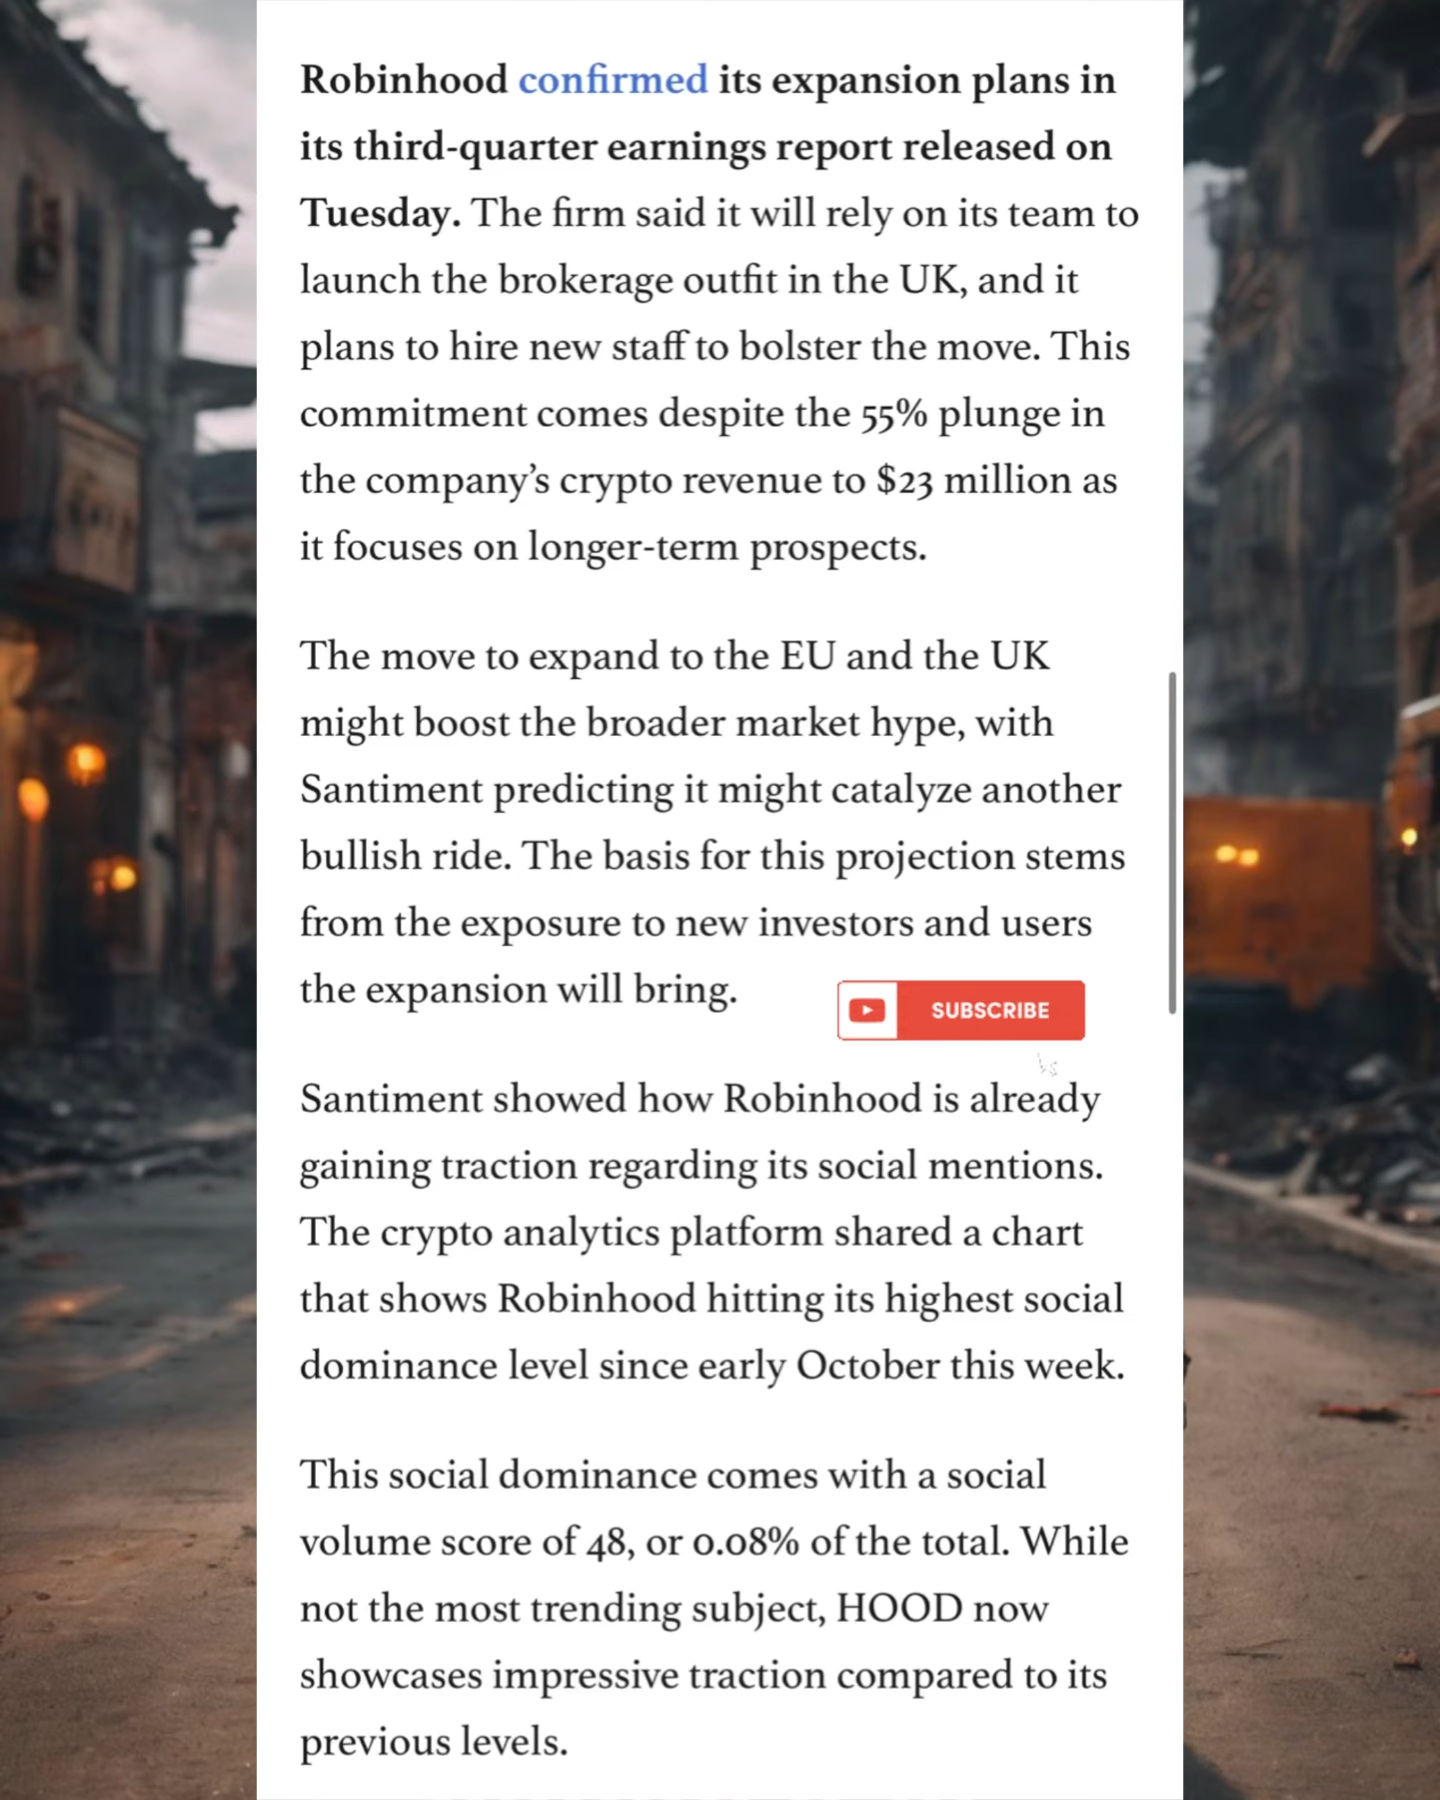 Robinhood confirmed its expansion plans in
its third-quarter earnings report released on
Tuesday. The firm said it will rely on its team to
launch the brokerage outfit in the UK, and it
plans to hire new staff to bolster the move. This
commitment comes despite the 55% plunge in
the company’s crypto revenue to $23 million as
it focuses on longer-term prospects.
The move to expand to the EU and the UK
might boost the broader market hype, with
Santiment predicting it might catalyze another
bullish ride. The basis for this projection stems
from the exposure to new investors and users
the expansion will bring.
SUBSCRIBE
Santiment showed how Robinhood is already
gaining traction regarding its social mentions.
The crypto analytics platform shared a chart
that shows Robinhood hitting its highest social
dominance level since early October this week.
This social dominance comes with a social
volume score of 48, or 0.08% of the total. While
not the most trending subject, HOOD now
showcases impressive traction compared to its
previous levels.